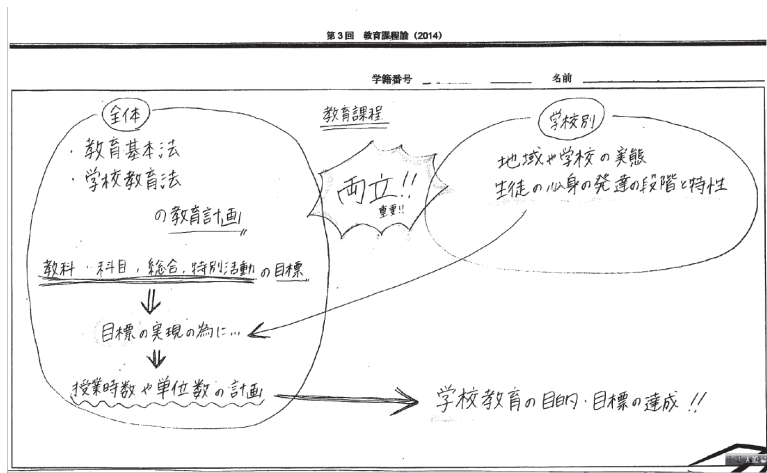 第3回 教育課程論(2014)
学籍番号
名前
全体
・教育基本法
・学校教育法
の教育計画
教科・科目，総合，特別活動の目標
目標の実現の為に…
授業時数や単位数の計画
教育課程
両立!!
重要!!
学校別
地域や学校の実態
生徒の心身の発達の段階と特性
学校教育の目的・目標の達成!!